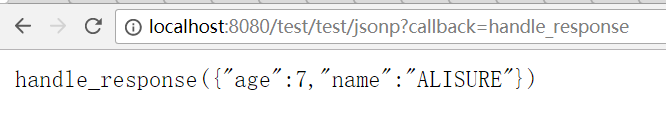 localhost:8080/test/test/jsonp?callback=handle_response
handle_response({"age":7,"name":"ALISURE"})